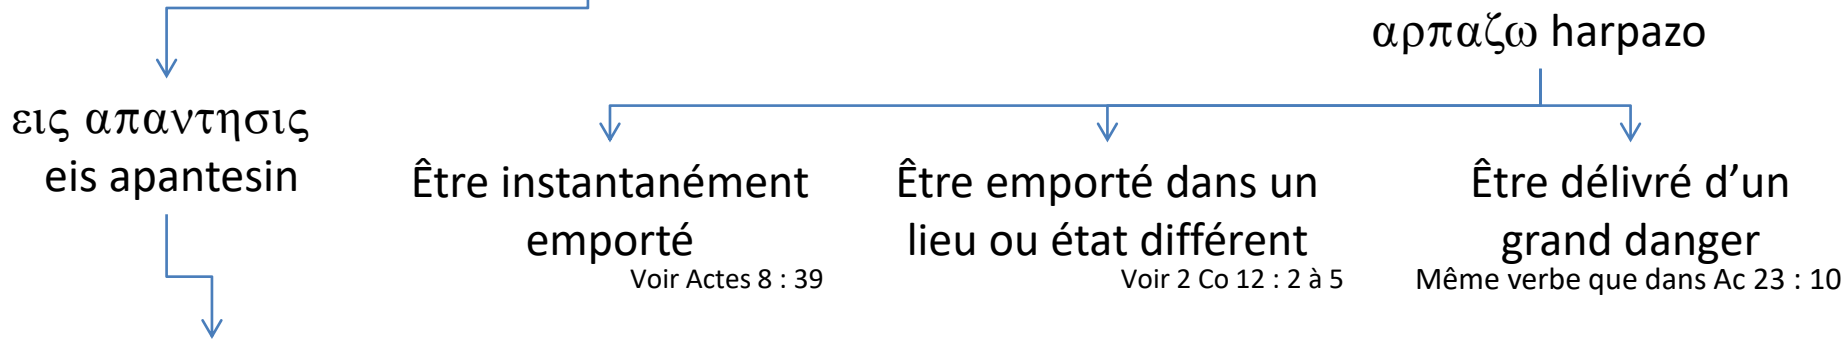 αρπαζω harpazo
εις απαντησις
eis apantesin
Être instantanément
emporté
Voir Actes 8 : 39
Être emporté dans un
lieu ou état différent
Voir 2 Co 12 : 2 à 5
Être délivré d’un
grand danger
Même verbe que dans Ac 23 : 10